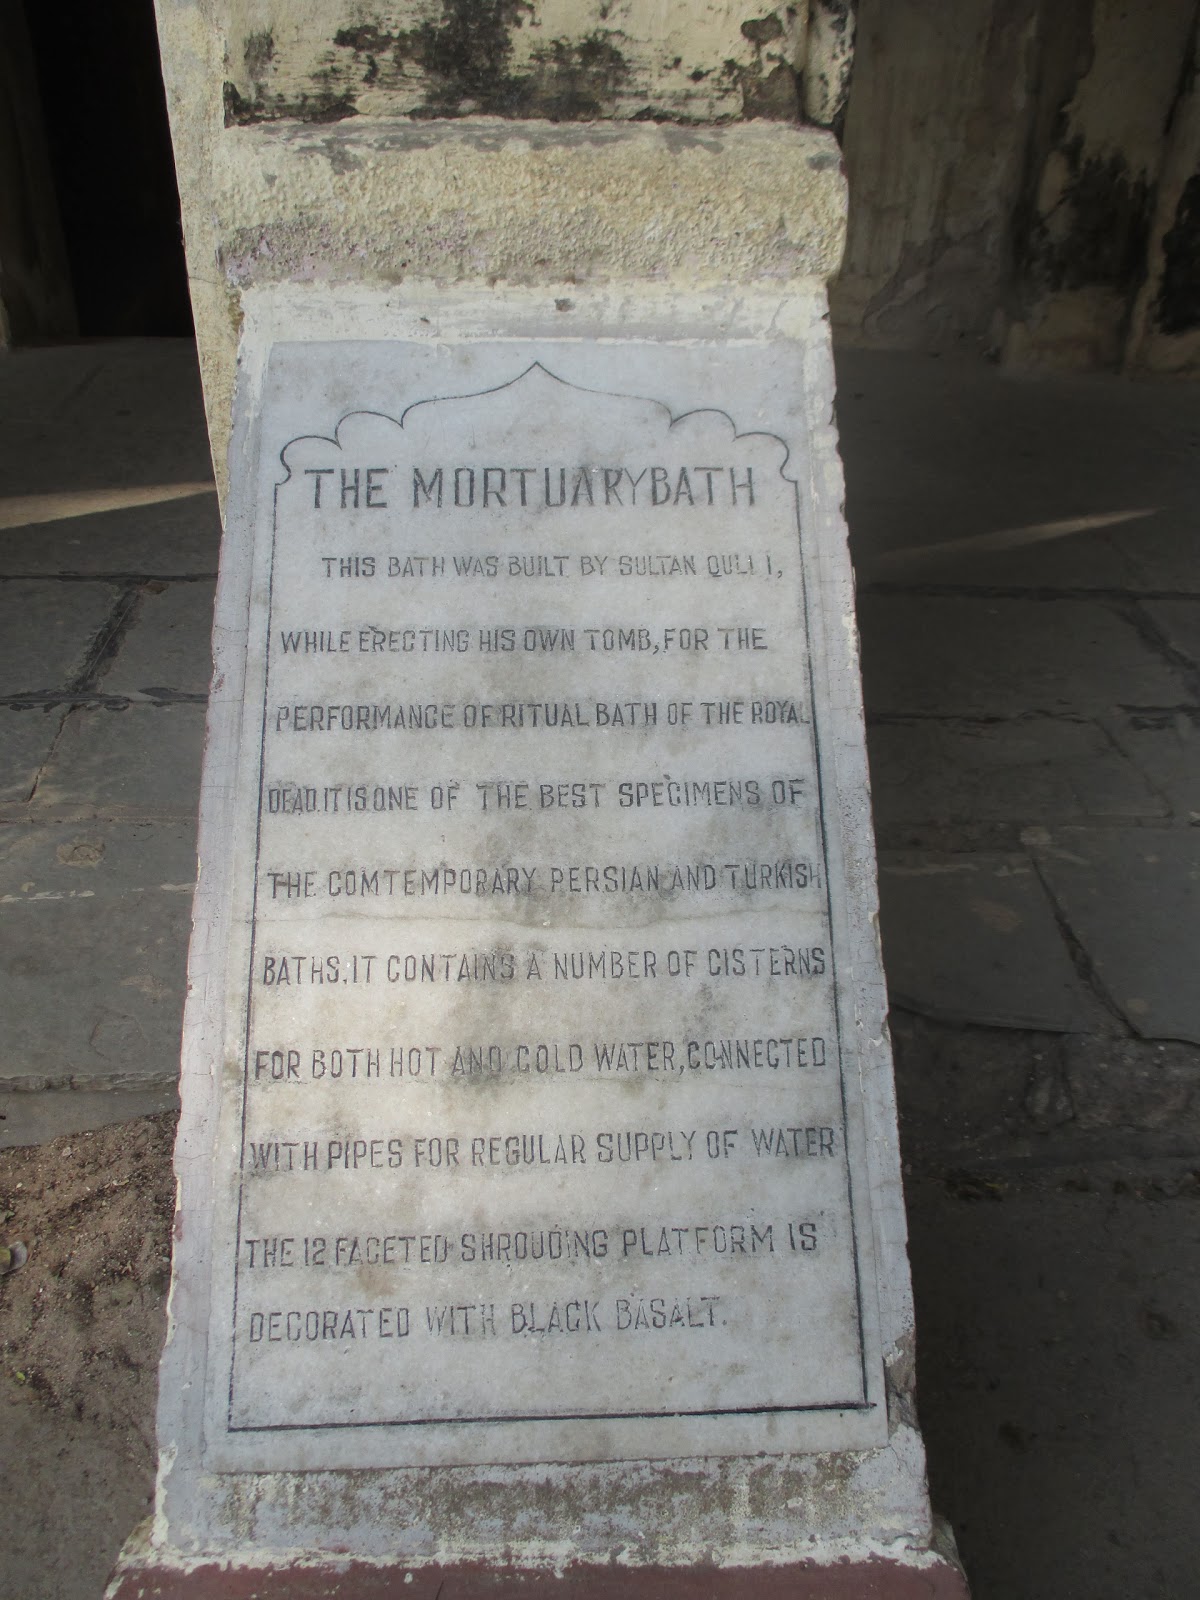 THE MORTUARY BATH
THIS BATH WAS BUILT BY SULTAN QULI I,
WHILE ERECTING HIS OWN TOMB, FOR THE
PERFORMANCE OF RITUAL BATH OF THE ROYAL
DEAD. IT IS ONE OF THE BEST SPECIMENS OF
THE COMTEMPORARY PERSIAN AND TURKISH
BATHS. IT CONTAINS A NUMBER OF CISTERNS
FOR BOTH HOT AND COLD WATER, CONNECTED
WITH PIPES FOR REGULAR SUPPLY OF WATER
THE 12 FACETED SHROUDING PLATFORM IS
DECORATED WITH BLACK BASALT.